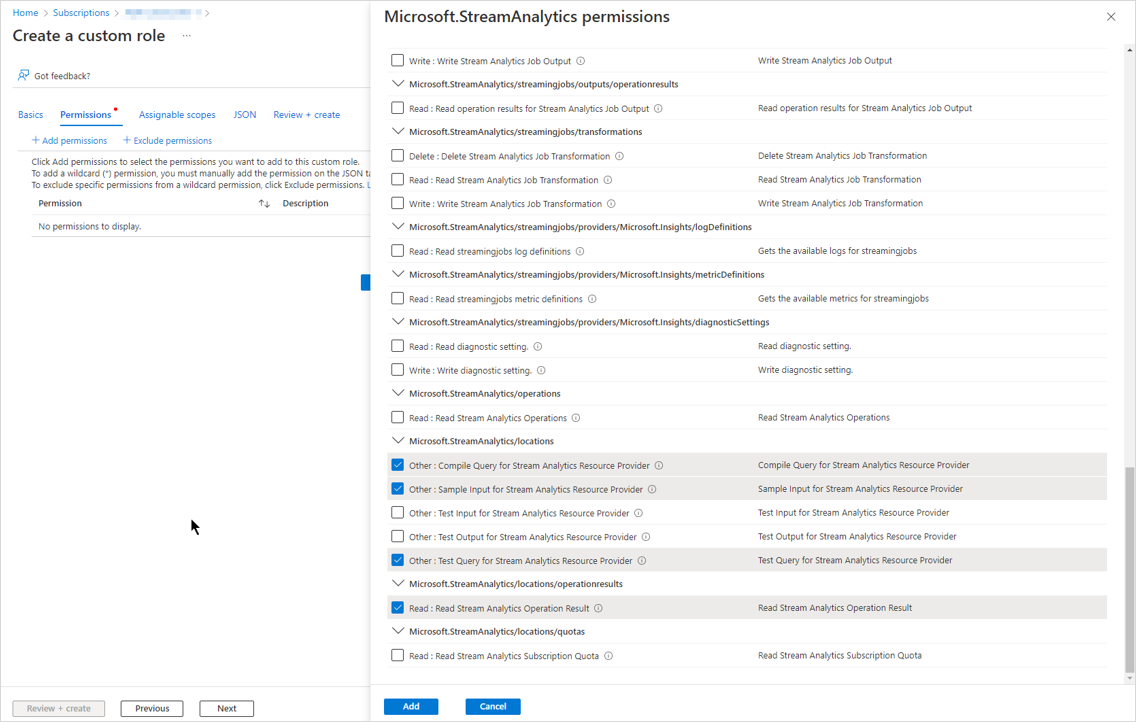 Home > Subscriptions > >
Create a custom role ...
Got feedback?
Basics Permissions Assignable scopes JSON Review + create
+ Add permissions + Exclude permissions
Click Add permissions to select the permissions you want to add to this custom role.
To add a wildcard (*) permission, you must manually add the permission on the JSON
To exclude specific permissions from a wildcard permission, click Exclude permissions.
Permission Description
No permissions to display.
Review + create Previous Next
Microsoft.StreamAnalytics permissions
Write : Write Stream Analytics Job Output Write Stream Analytics Job Output
Microsoft.StreamAnalytics/streamingjobs/outputs/operationresults
Read : Read operation results for Stream Analytics Job Output Read operation results for Stream Analytics Job Output
Microsoft.StreamAnalytics/streamingjobs/transformations
Delete : Delete Stream Analytics Job Transformation Delete Stream Analytics Job Transformation
Read : Read Stream Analytics Job Transformation Read Stream Analytics Job Transformation
Write : Write Stream Analytics Job Transformation Write Stream Analytics Job Transformation
Microsoft.StreamAnalytics/streamingjobs/providers/Microsoft.Insights/logDefinitions
Read : Read streamingjobs log definitions Gets the available logs for streamingjobs
Microsoft.StreamAnalytics/streamingjobs/providers/Microsoft.Insights/metricDefinitions
Read : Read streamingjobs metric definitions Gets the available metrics for streamingjobs
Microsoft.StreamAnalytics/streamingjobs/providers/Microsoft.Insights/diagnosticSettings
Read : Read diagnostic setting. Read diagnostic setting.
Write : Write diagnostic setting. Write diagnostic setting.
Microsoft.StreamAnalytics/operations
Read : Read Stream Analytics Operations Read Stream Analytics Operations
Microsoft.StreamAnalytics/locations
Other : Compile Query for Stream Analytics Resource Provider Compile Query for Stream Analytics Resource Provider
Other : Sample Input for Stream Analytics Resource Provider Sample Input for Stream Analytics Resource Provider
Other : Test Input for Stream Analytics Resource Provider Test Input for Stream Analytics Resource Provider
Other : Test Output for Stream Analytics Resource Provider Test Output for Stream Analytics Resource Provider
Other : Test Query for Stream Analytics Resource Provider Test Query for Stream Analytics Resource Provider
Microsoft.StreamAnalytics/locations/operationresults
Read : Read Stream Analytics Operation Result Read Stream Analytics Operation Result
Microsoft.StreamAnalytics/locations/quotas
Read : Read Stream Analytics Subscription Quota Read Stream Analytics Subscription Quota
Add Cancel